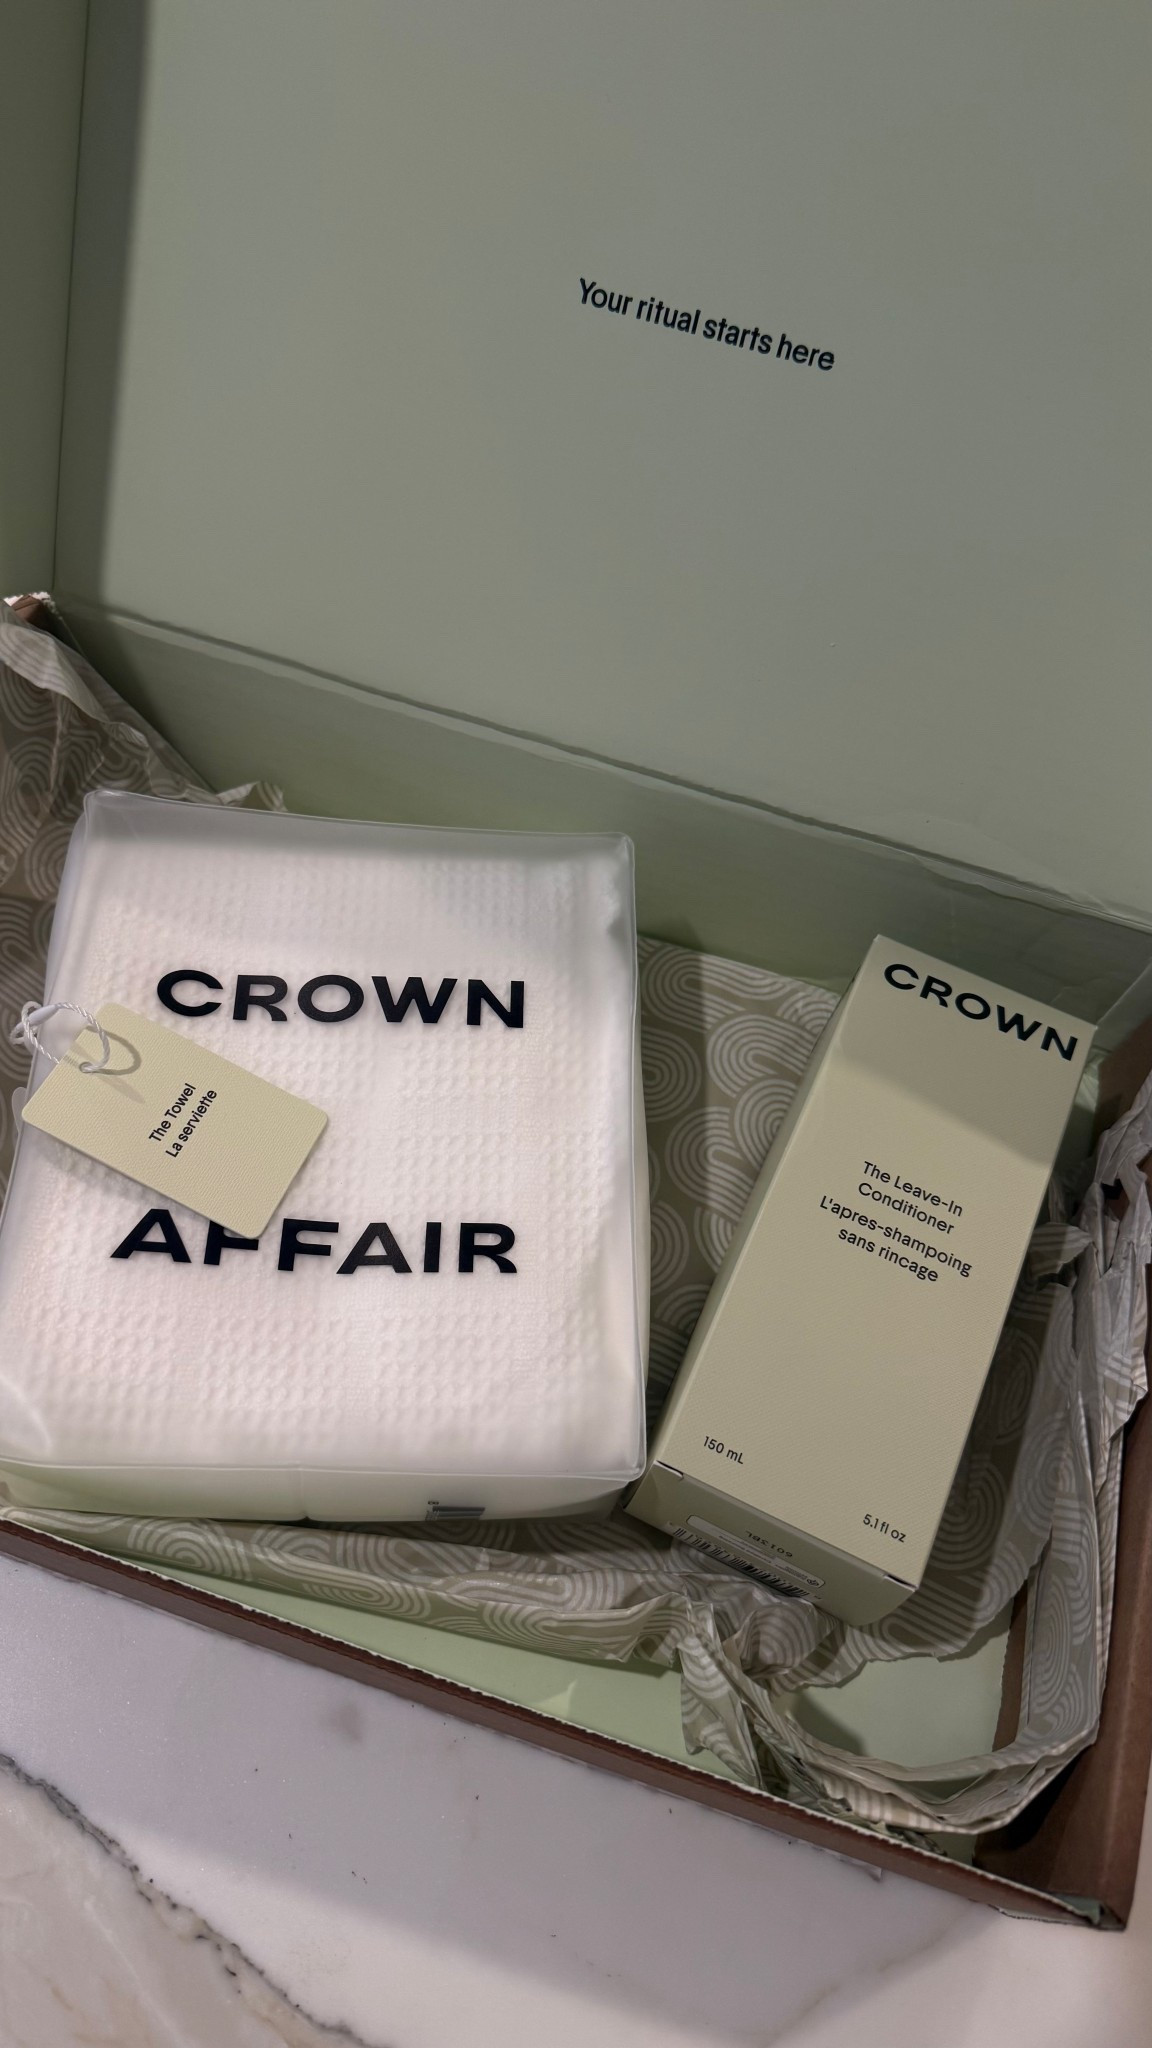 Your ritual starts here
CROWN
The Towel
La serviette
AFFAIR
CROWN
The Leave-In
Conditioner
L'apres-shampoing
sans rincage
150 mL
5.1 fl oz